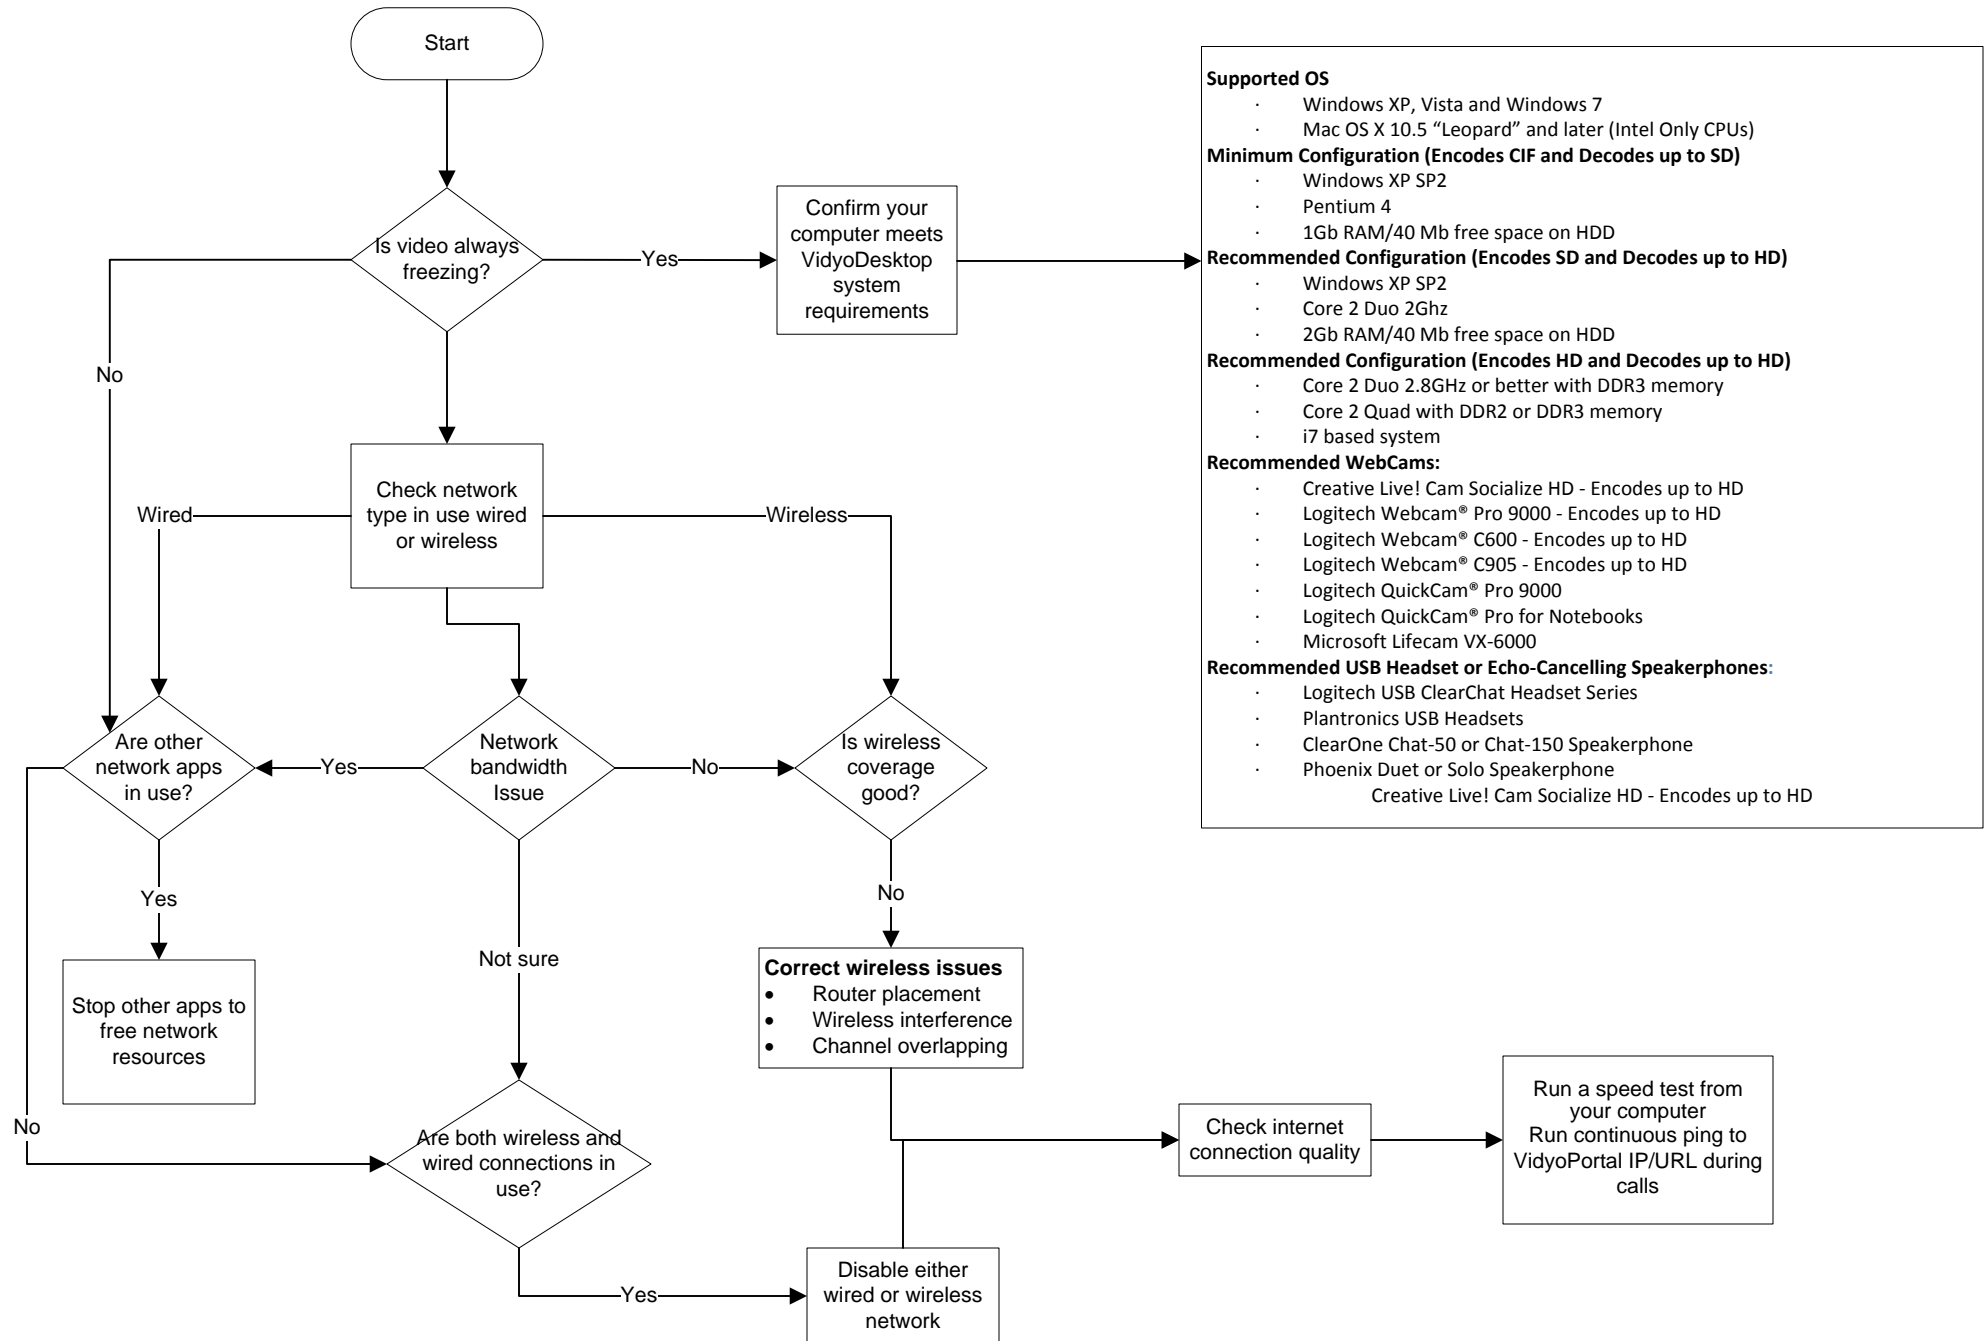 Start
Is video always
freezing?
Yes
Confirm your
computer meets
VidyoDesktop
system
requirements
Supported OS
· Windows XP, Vista and Windows 7
· Mac OS X 10.5 “Leopard” and later (Intel Only CPUs)
Minimum Configuration (Encodes CIF and Decodes up to SD)
· Windows XP SP2
· Pentium 4
· 1Gb RAM/40 Mb free space on HDD
Recommended Configuration (Encodes SD and Decodes up to HD)
· Windows XP SP2
· Core 2 Duo 2Ghz
· 2Gb RAM/40 Mb free space on HDD
Recommended Configuration (Encodes HD and Decodes up to HD)
· Core 2 Duo 2.8GHz or better with DDR3 memory
· Core 2 Quad with DDR2 or DDR3 memory
· i7 based system
Recommended WebCams:
· Creative Live! Cam Socialize HD - Encodes up to HD
· Logitech Webcam® Pro 9000 - Encodes up to HD
· Logitech Webcam® C600 - Encodes up to HD
· Logitech Webcam® C905 - Encodes up to HD
· Logitech QuickCam® Pro 9000
· Logitech QuickCam® Pro for Notebooks
· Microsoft Lifecam VX-6000
Recommended USB Headset or Echo-Cancelling Speakerphones:
· Logitech USB ClearChat Headset Series
· Plantronics USB Headsets
· ClearOne Chat-50 or Chat-150 Speakerphone
· Phoenix Duet or Solo Speakerphone
Creative Live! Cam Socialize HD - Encodes up to HD
No
Check network
type in use wired
or wireless
Wired
Wireless
Are other
network apps
in use?
Yes
Network
bandwidth
Issue
No
Is wireless
coverage
good?
Yes
Not sure
No
Stop other apps to
free network
resources
Correct wireless issues
• Router placement
• Wireless interference
• Channel overlapping
No
Are both wireless and
wired connections in
use?
Check internet
connection quality
Run a speed test from
your computer
Run continuous ping to
VidyoPortal IP/URL during
calls
Yes
Disable either
wired or wireless
network